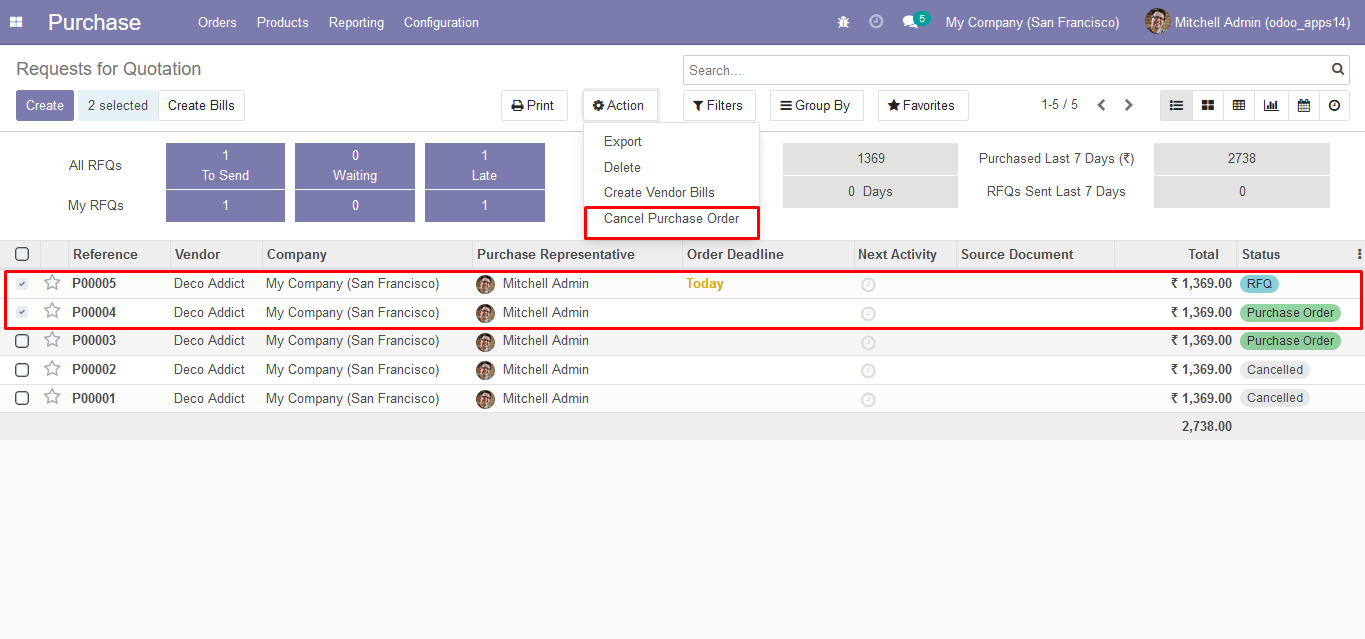 Purchase Orders Products Reporting Configuration 5 My Company (San Francisco) Mitchell Admin (odoo_apps14)
Requests for Quotation Search...
Create 2 selected Create Bills Print Action Filters Group By Favorites 1-5 / 5
Export
Delete
Create Vendor Bills
Cancel Purchase Order
All RFQs 1 To Send 0 Waiting 1 Late 1369 Purchased Last 7 Days (₹) 2738
My RFQs 1 0 1 0 Days RFQs Sent Last 7 Days 0
Reference Vendor Company Purchase Representative Order Deadline Next Activity Source Document Total Status
P00005 Deco Addict My Company (San Francisco) Mitchell Admin Today ₹ 1,369.00 RFQ
P00004 Deco Addict My Company (San Francisco) Mitchell Admin ₹ 1,369.00 Purchase Order
P00003 Deco Addict My Company (San Francisco) Mitchell Admin ₹ 1,369.00 Purchase Order
P00002 Deco Addict My Company (San Francisco) Mitchell Admin ₹ 1,369.00 Cancelled
P00001 Deco Addict My Company (San Francisco) Mitchell Admin ₹ 1,369.00 Cancelled
2,738.00